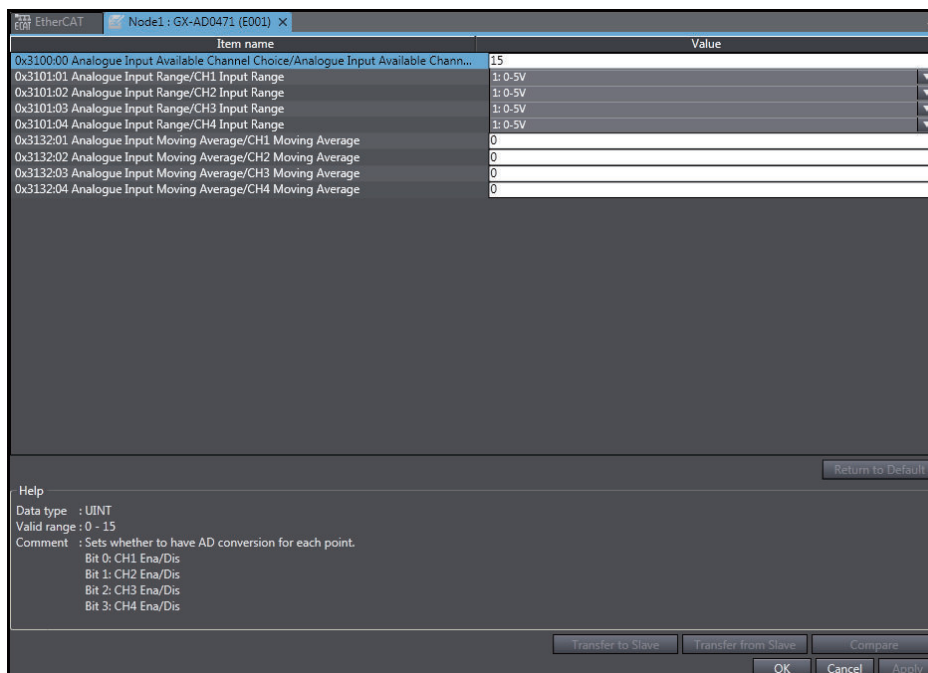 EtherCAT Node1 : GX-AD0471 (E001)
Item name Value
0x3100:00 Analogue Input Available Channel Choice/Analogue Input Available Chann... 15
0x3101:01 Analogue Input Range/CH1 Input Range 1: 0-5V
0x3101:02 Analogue Input Range/CH2 Input Range 1: 0-5V
0x3101:03 Analogue Input Range/CH3 Input Range 1: 0-5V
0x3101:04 Analogue Input Range/CH4 Input Range 1: 0-5V
0x3132:01 Analogue Input Moving Average/CH1 Moving Average 0
0x3132:02 Analogue Input Moving Average/CH2 Moving Average 0
0x3132:03 Analogue Input Moving Average/CH3 Moving Average 0
0x3132:04 Analogue Input Moving Average/CH4 Moving Average 0
Return to Default
Help
Data type : UINT
Valid range : 0 - 15
Comment : Sets whether to have AD conversion for each point.
Bit 0: CH1 Ena/Dis
Bit 1: CH2 Ena/Dis
Bit 2: CH3 Ena/Dis
Bit 3: CH4 Ena/Dis
Transfer to Slave Transfer from Slave Compare
OK Cancel Apply